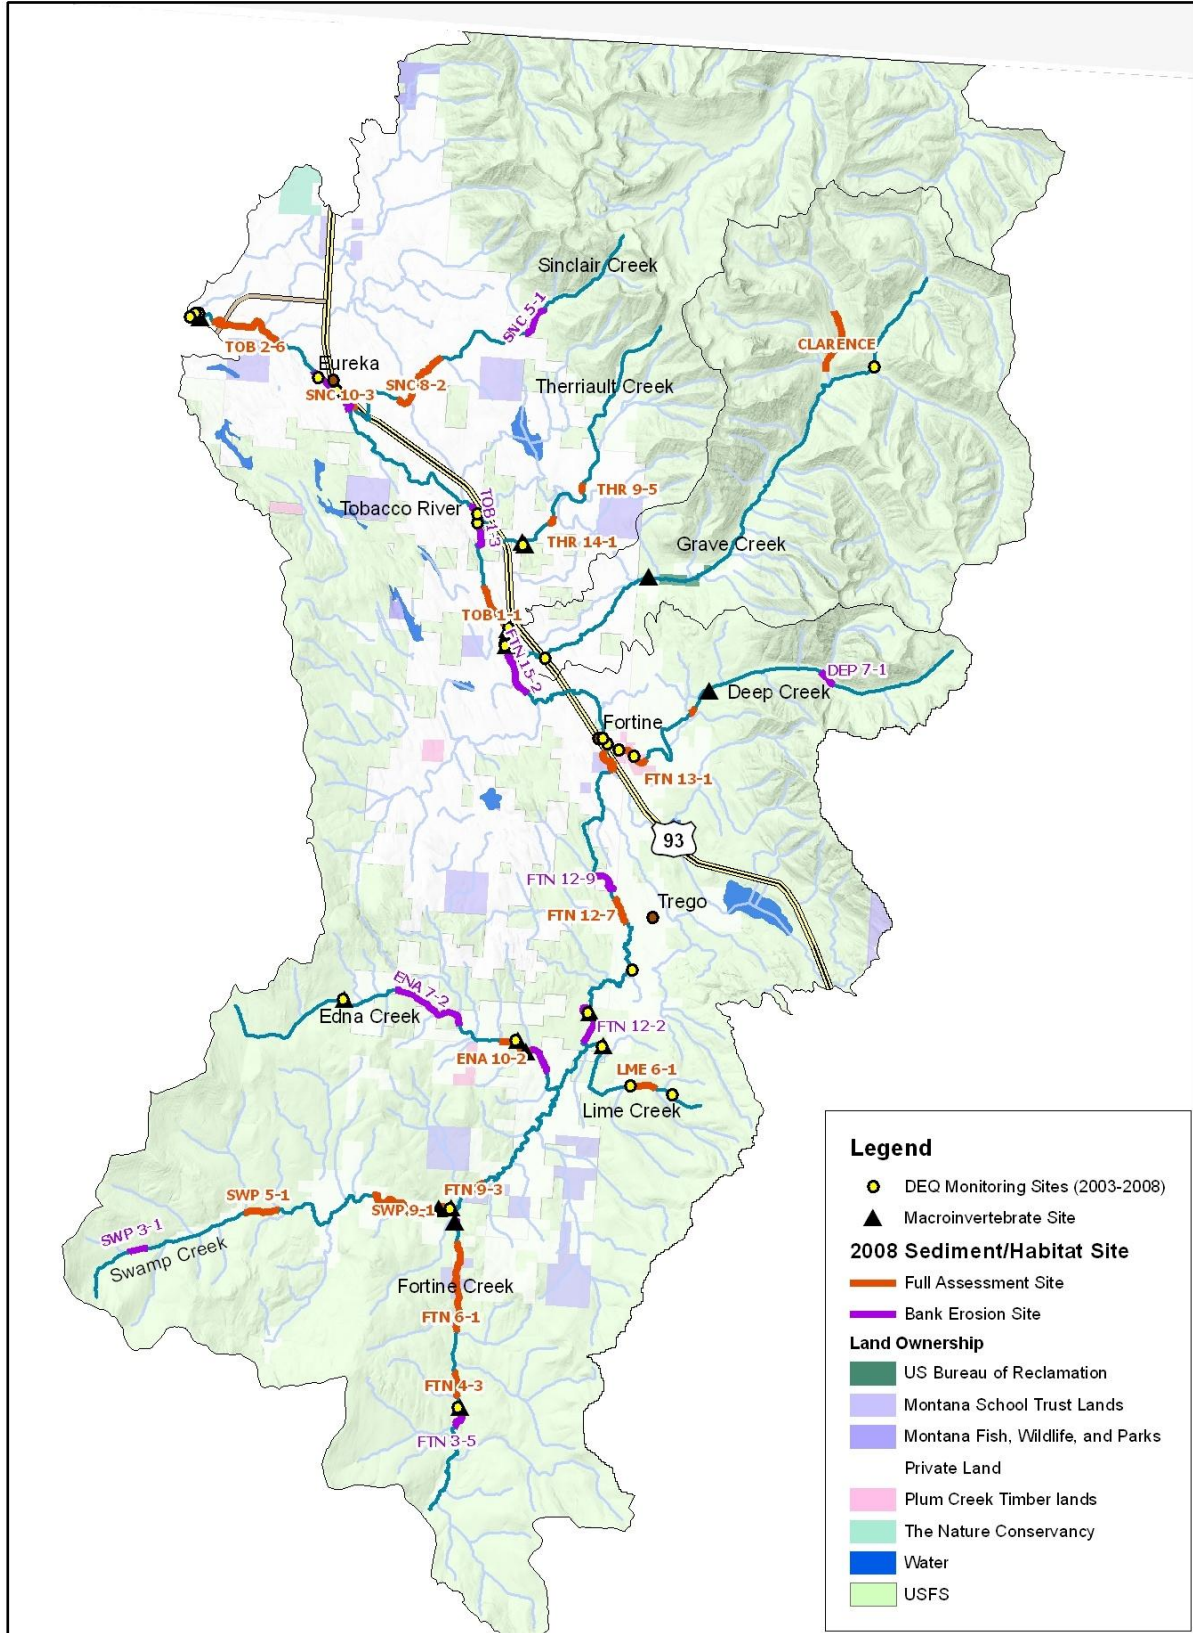 Sinclair Creek
SNC 5-1
TOB 2-6
CLARENCE
Eureka
SNC 8-2
Therriault Creek
SNC 10-3
THR 9-5
Tobacco River
TOB 1-3
THR 14-1
Grave Creek
TOB 1-1
FTN 15-2
DEP 7-1
Deep Creek
Fortine
FTN 13-1
93
FTN 12-9
Trego
FTN 12-7
ENA 7-2
Edna Creek
FTN 12-2
ENA 10-2
LME 6-1
Lime Creek
FTN 9-3
SWP 5-1
SWP 9-1
SWP 3-1
Swamp Creek
Fortine Creek
FTN 6-1
FTN 4-3
FTN 3-5
Legend
DEQ Monitoring Sites (2003-2008)
Macroinvertebrate Site
2008 Sediment/Habitat Site
Full Assessment Site
Bank Erosion Site
Land Ownership
US Bureau of Reclamation
Montana School Trust Lands
Montana Fish, Wildlife, and Parks
Private Land
Plum Creek Timber lands
The Nature Conservancy
Water
USFS